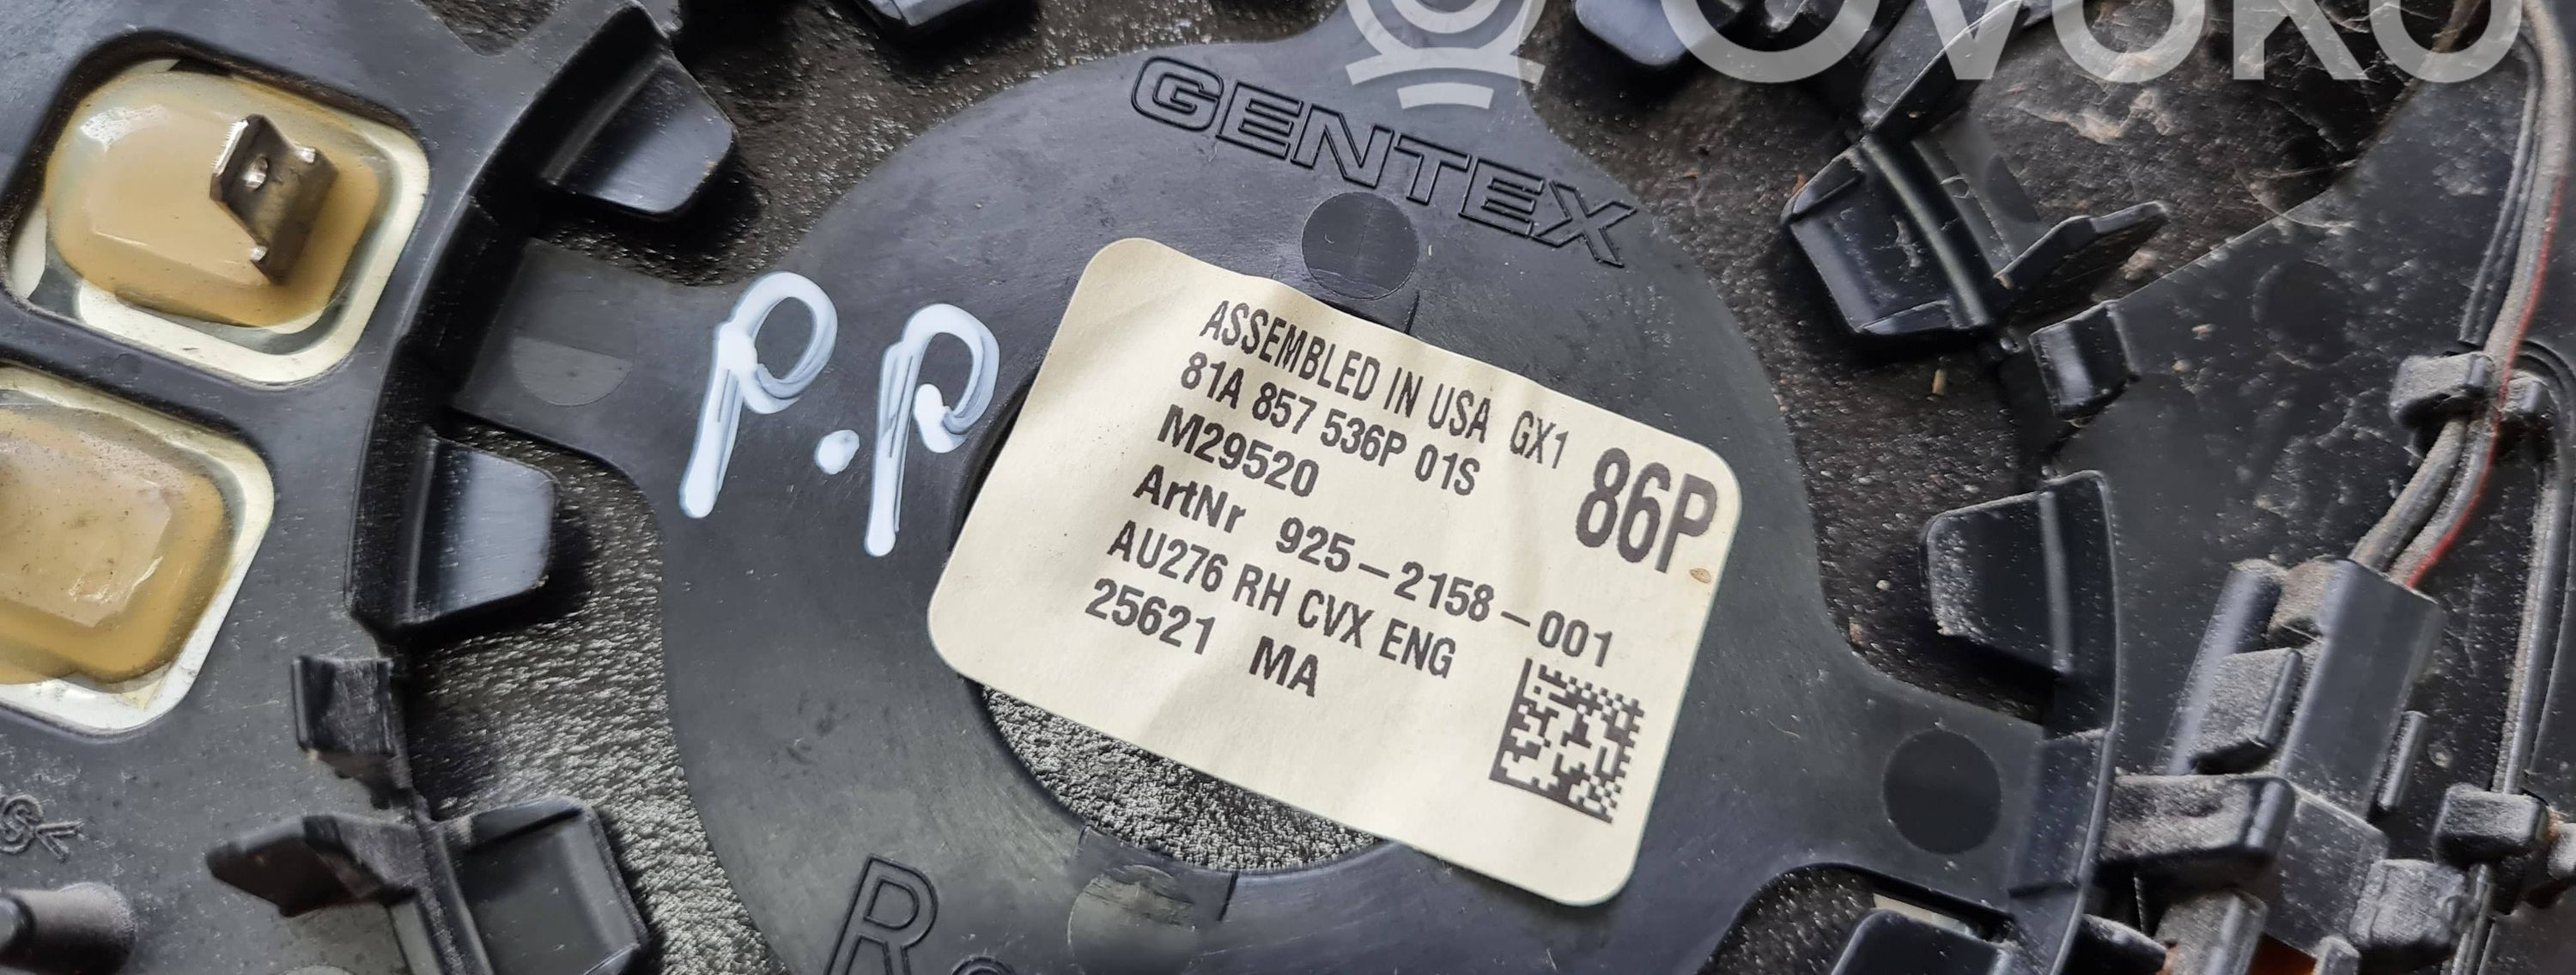 OVOKO
GENTEX
P.P
ASSEMBLED IN USA GX1
81A 857 536P 01S
86P
M29520
ArtNr 925-2158-001
AU276 RH CVX ENG
25621 MA
R